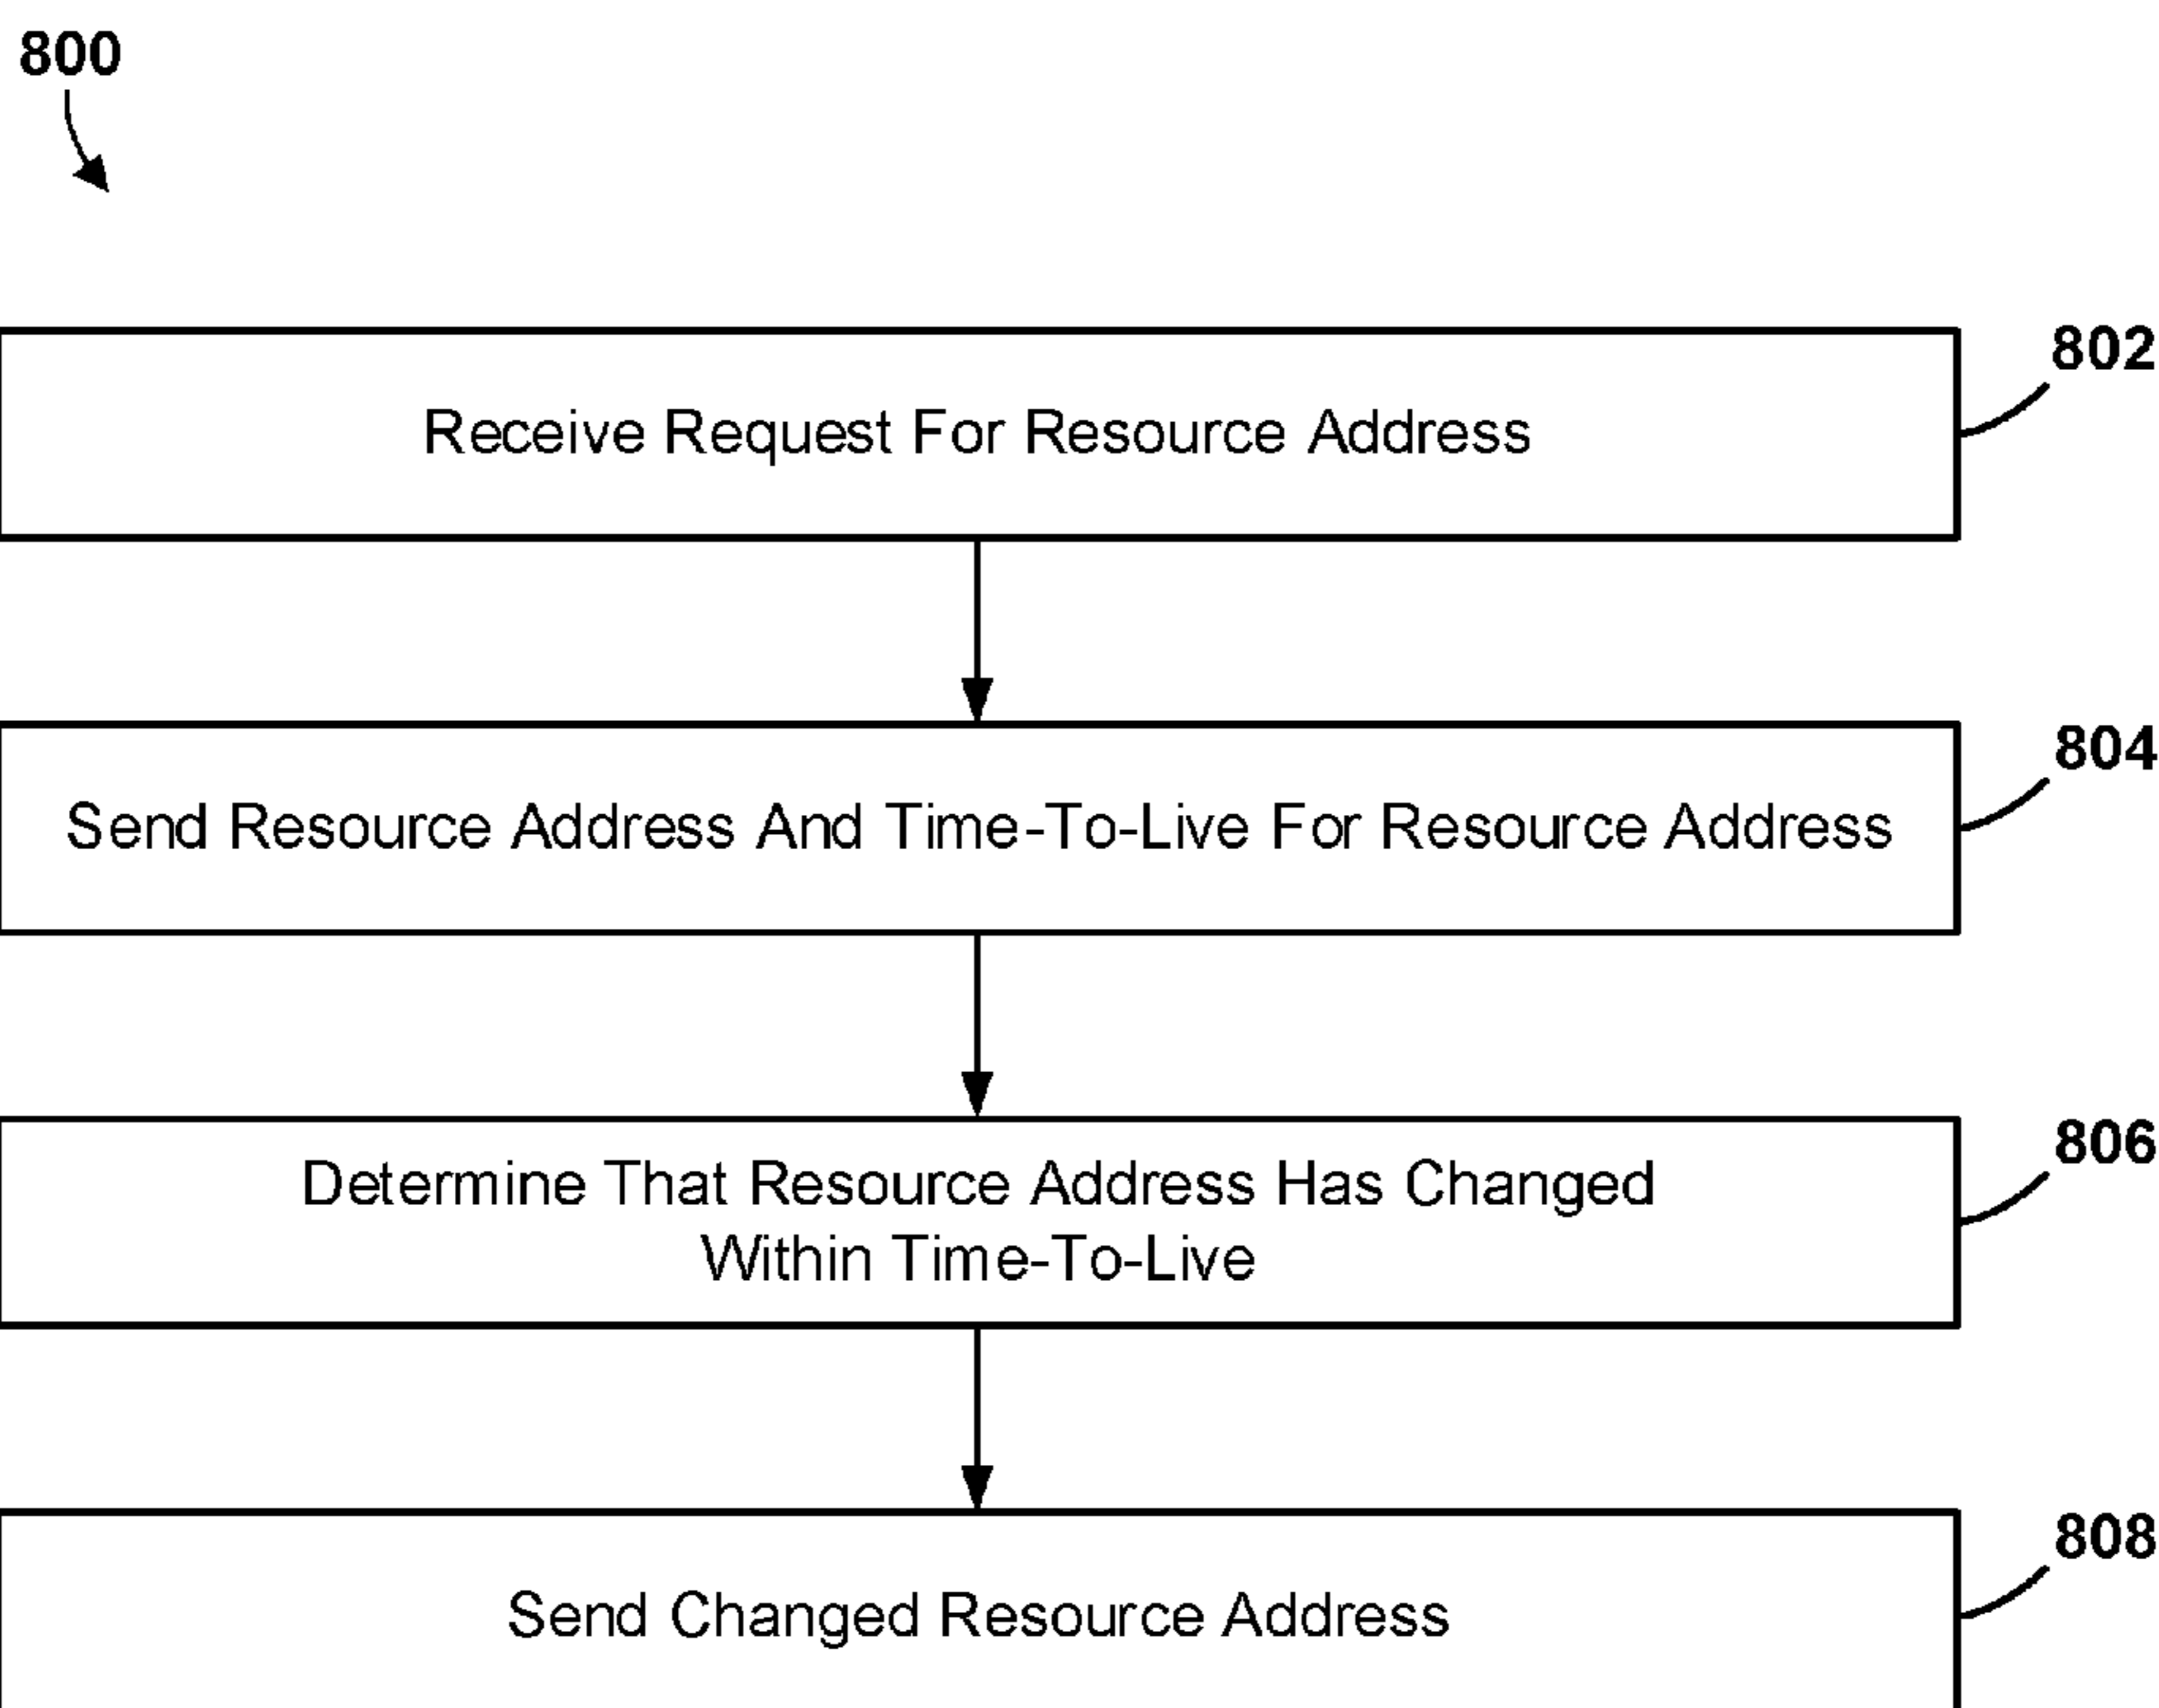 800
802
Receive Request For Resource Address
804
Send Resource Address And Time-To-Live For Resource Address
806
Determine That Resource Address Has Changed
Within Time-To-Live
808
Send Changed Resource Address